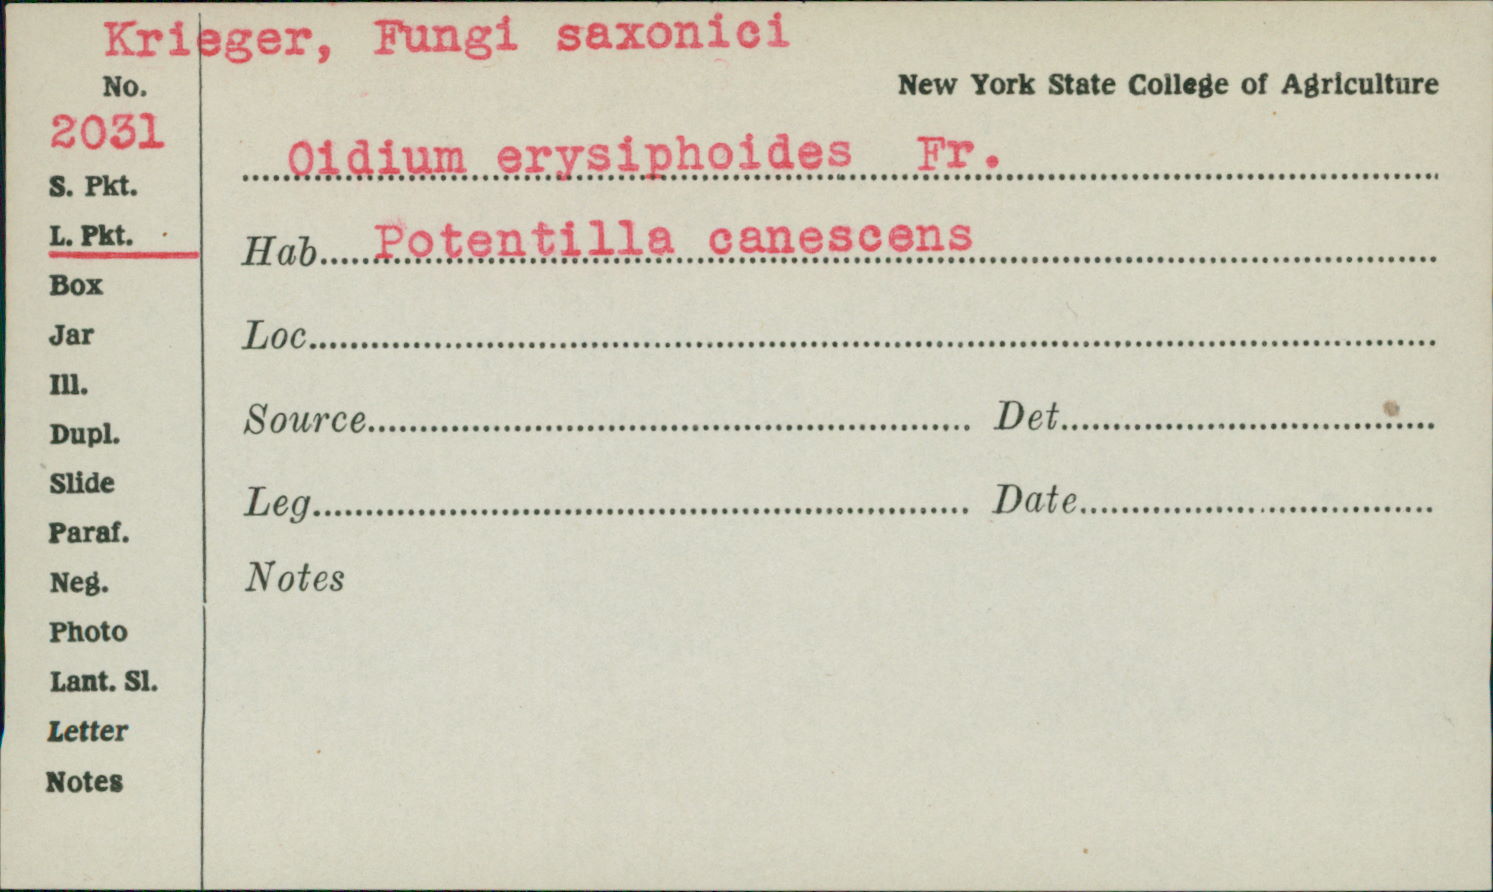 Krieger, Fungi saxonici
No.
New York State College of Agriculture
2031
Oidium erysiphoides Fr.
S. Pkt.
L. Pkt.
Hab. Potentilla canescens
Box
Jar
Loc.
Ill.
Source
Det.
Dupl.
Slide
Leg.
Date
Paraf.
Neg.
Notes
Photo
Lant. Sl.
Letter
Notes